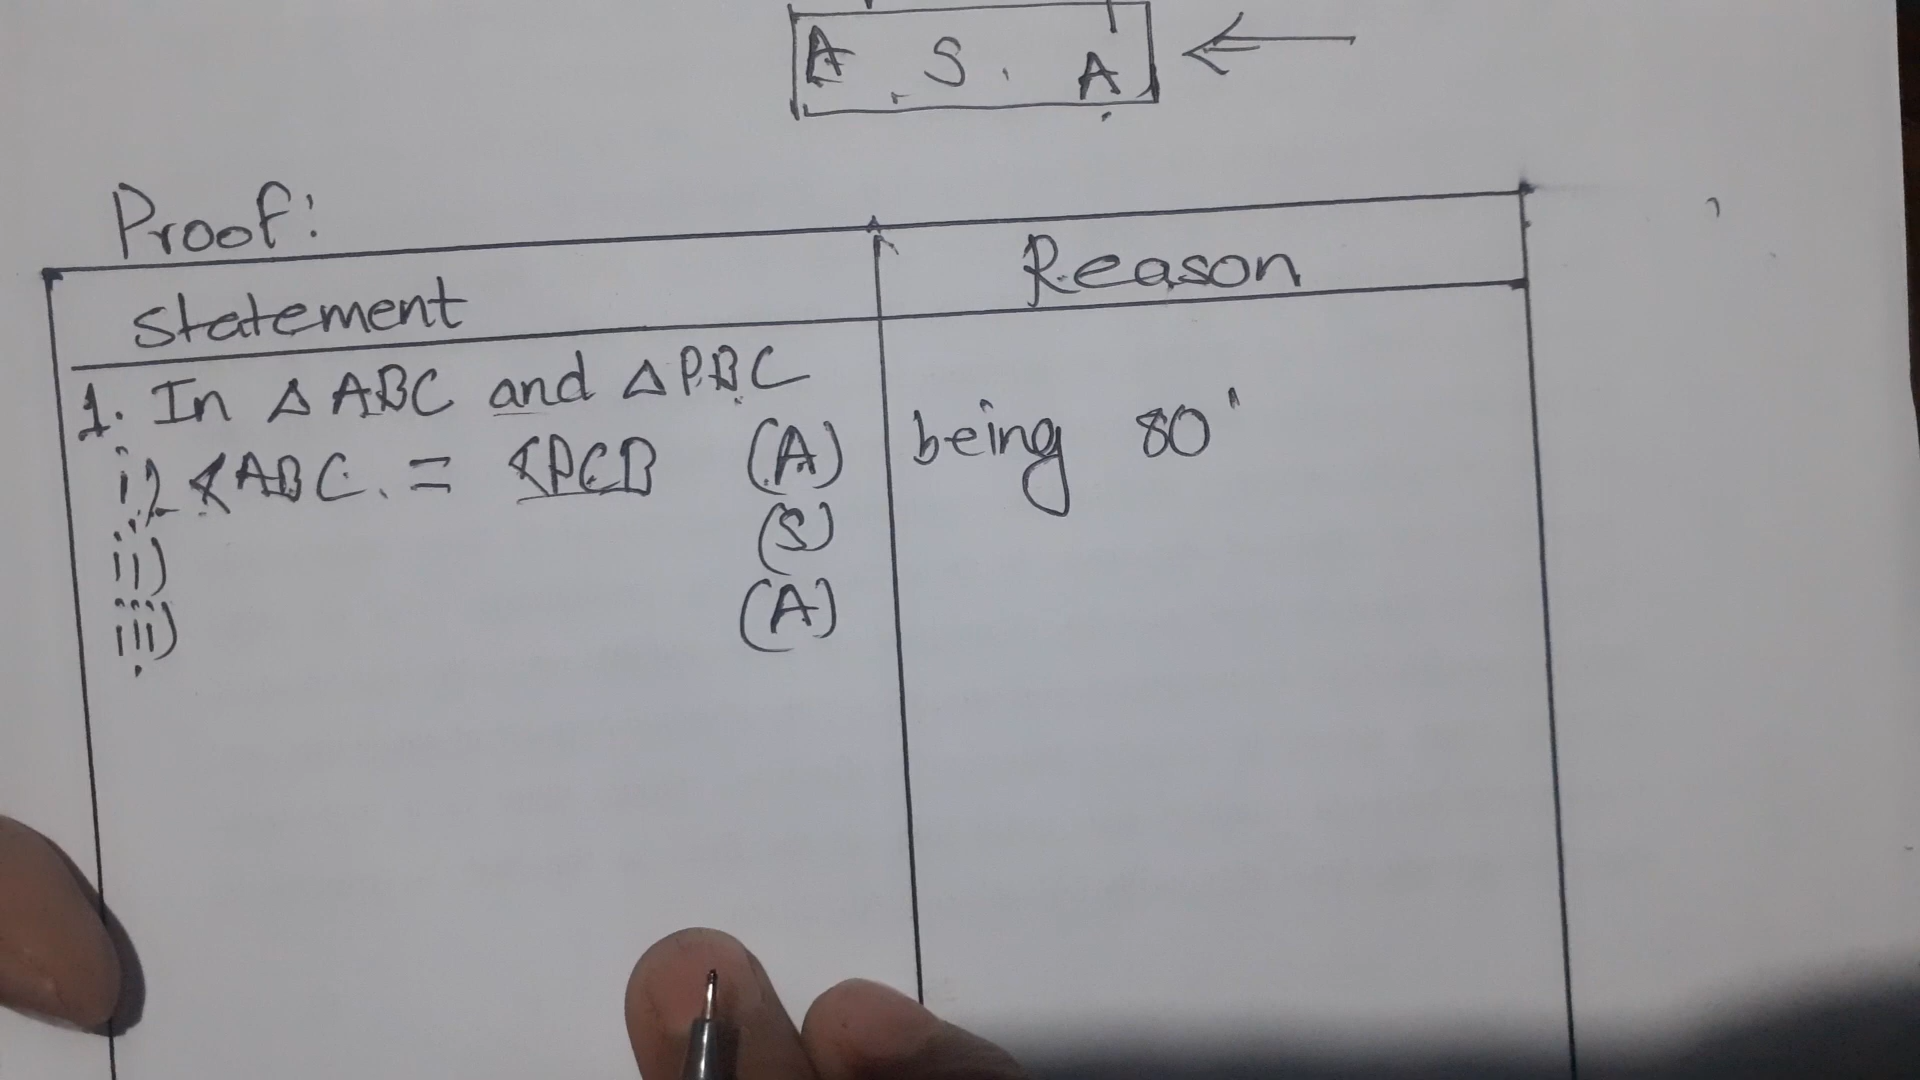 A S. A
Proof:
Statement Reason
1. In △ ABC and △ PBC
i) ∢ABC. = ∢PCB (A) being 80°
ii) (S)
iii) (A)